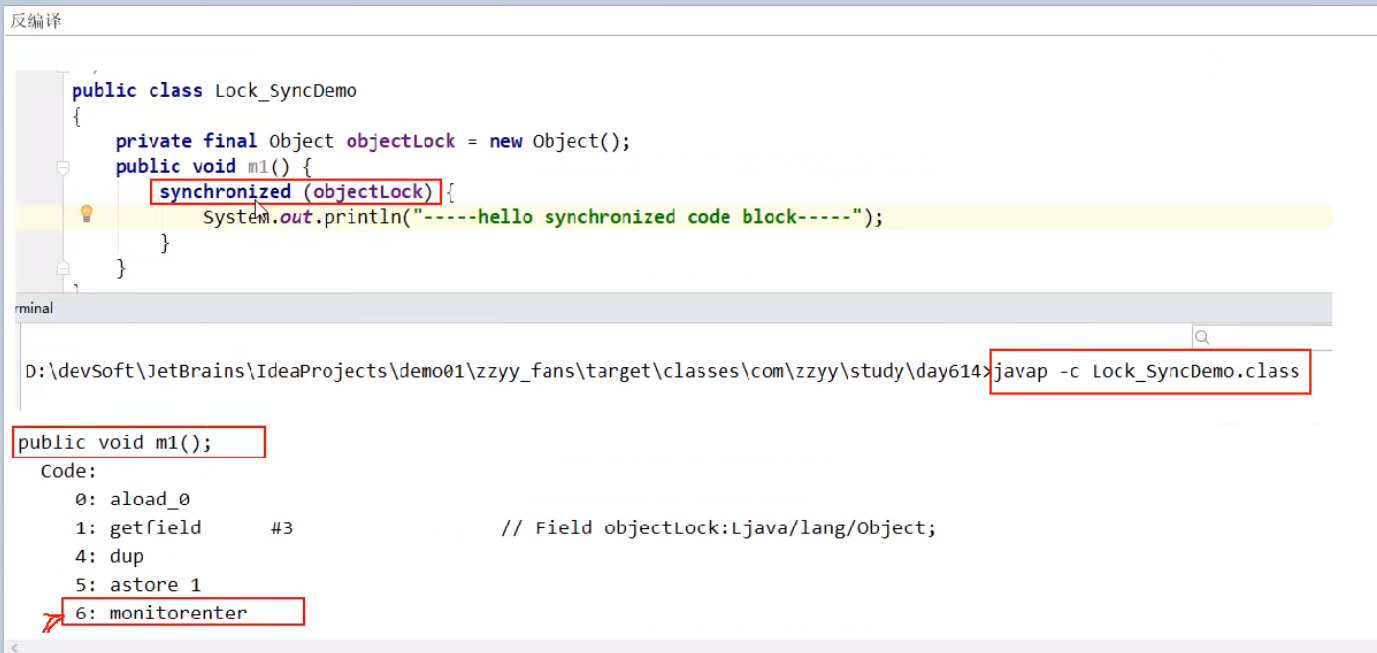 反编译
public class Lock_SyncDemo
{
private final Object objectLock = new Object();
public void m1() {
synchronized (objectLock) {
System.out.println("-----hello synchronized code block-----");
}
}
rminal
D:\devSoft\JetBrains\IdeaProjects\demo01\zzyy_fans\target\classes\com\zzyy\study\day614>javap -c Lock_SyncDemo.class
public void m1();
Code:
0: aload_0
1: getfield #3 // Field objectLock:Ljava/lang/Object;
4: dup
5: astore 1
6: monitorenter